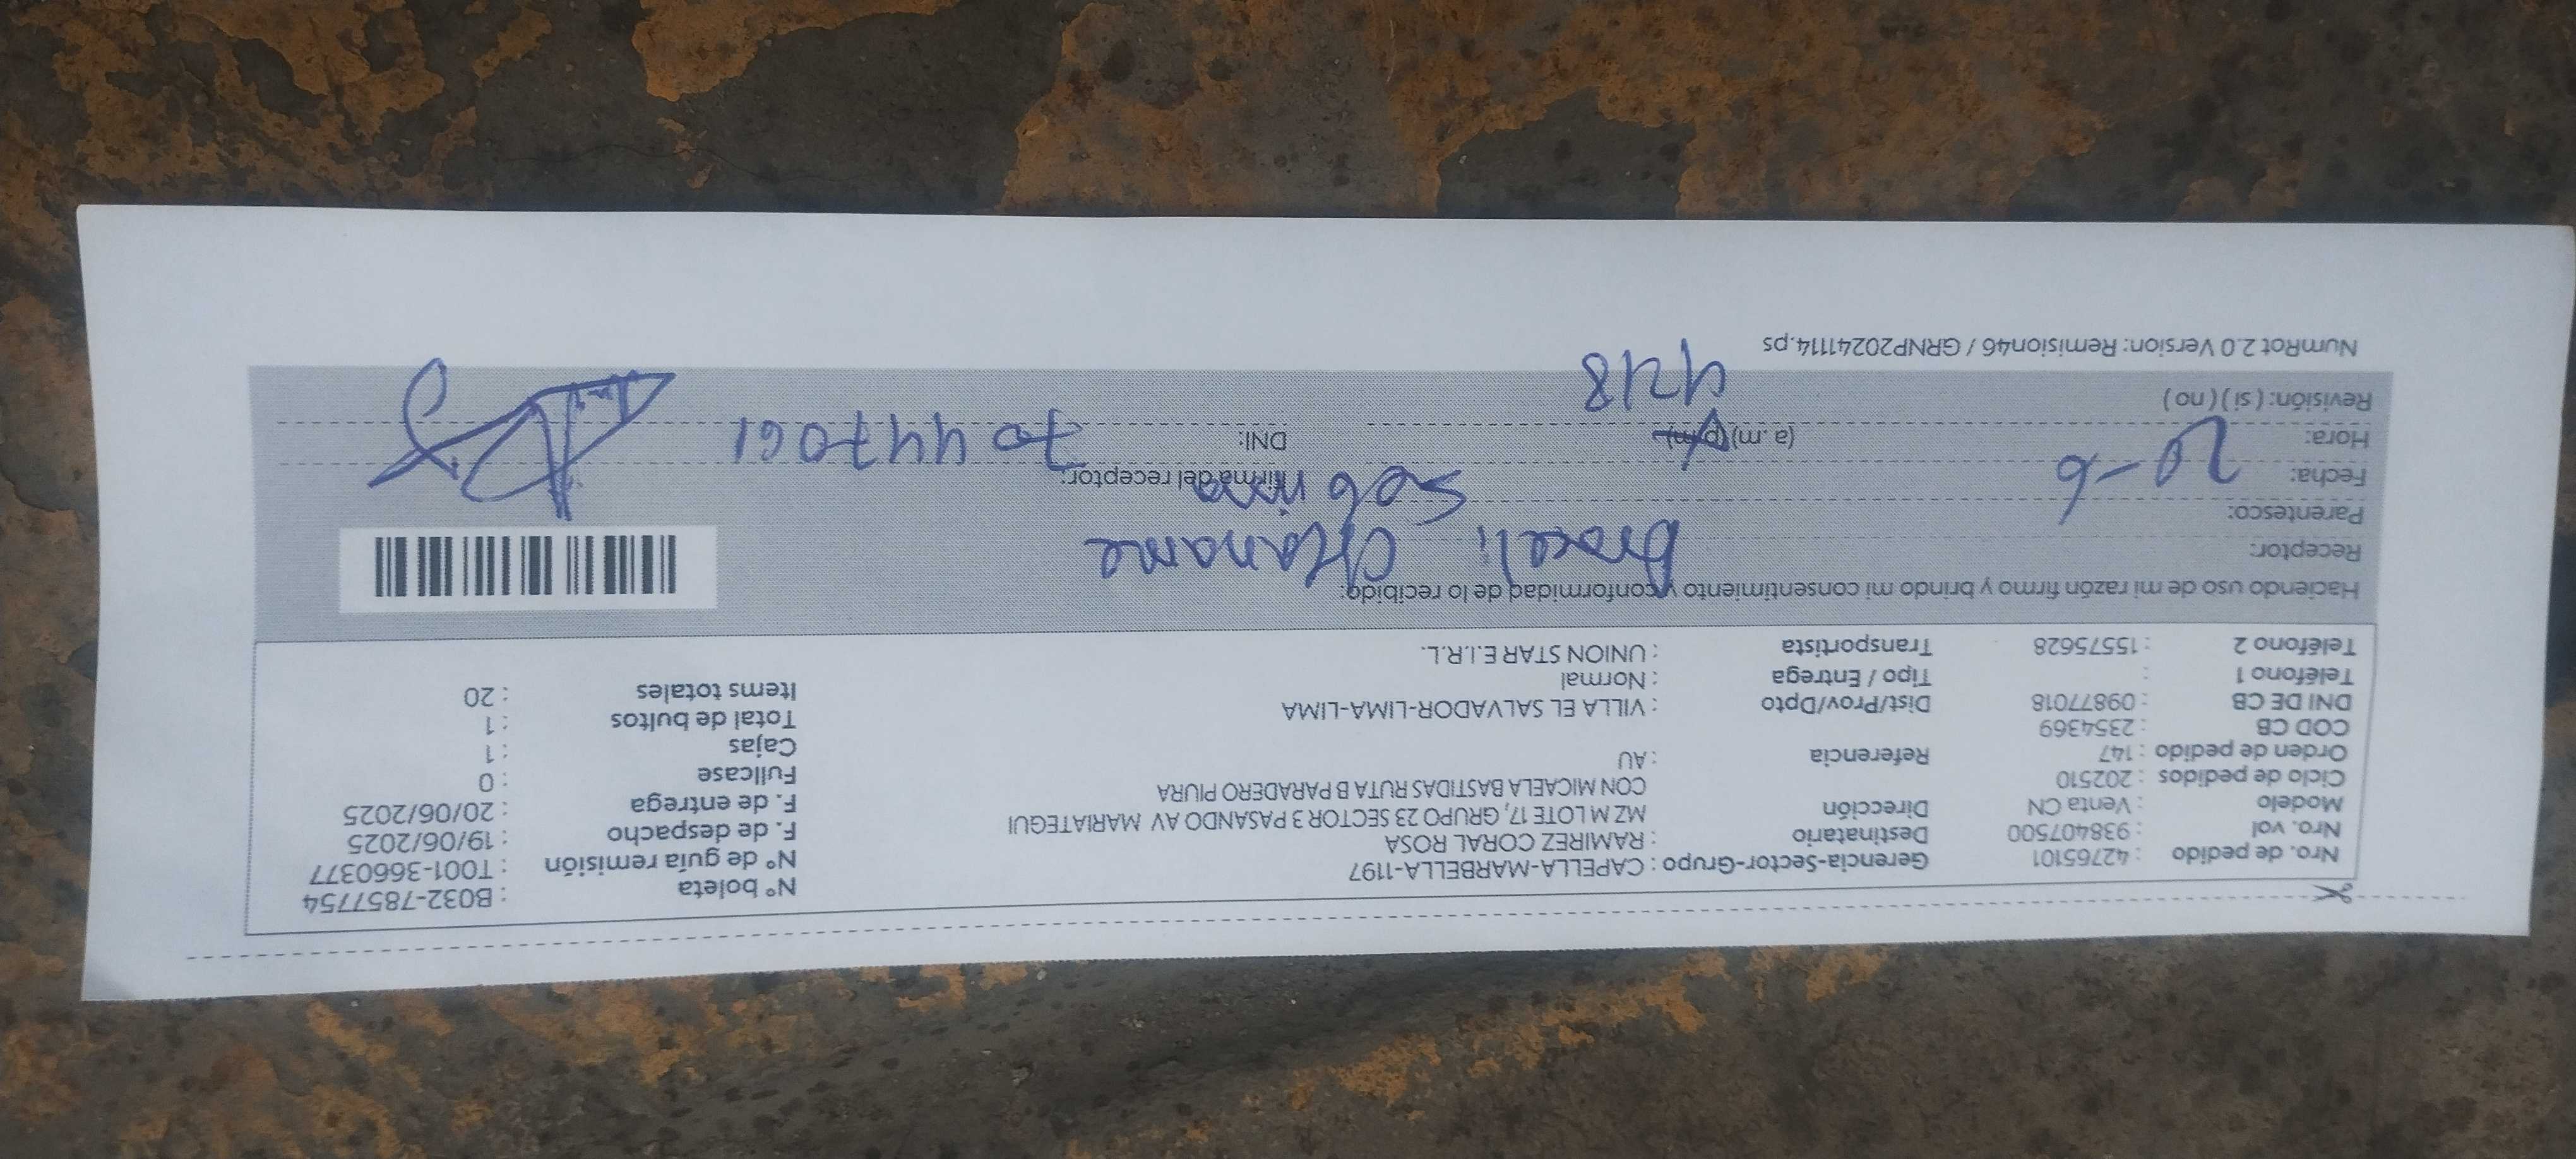 Nro. de pedido : 42765101 Gerencia-Sector-Grupo : CAPELLA-MARBELLA-1197 N° boleta : B032-7857754
Nro. vol : 938407500 Destinatario : RAMIREZ CORAL ROSA N° de guía remisión : T001-3660377
Modelo : Venta CN Dirección MZ M LOTE 17, GRUPO 23 SECTOR 3 PASANDO AV MARIATEGUI F. de despacho : 19/06/2025
Ciclo de pedidos : 202510 CON MICAELA BASTIDAS RUTA B PARADERO PIURA F. de entrega : 20/06/2025
Orden de pedido : 147 Referencia : AU Fullcase : 0
COD CB : 2354369 Cajas : 1
DNI DE CB : 09877018 Dist/Prov/Dpto : VILLA EL SALVADOR-LIMA-LIMA Total de bultos : 1
Teléfono 1 : Tipo / Entrega : Normal Items totales : 20
Teléfono 2 : 15575628 Transportista : UNION STAR E.I.R.L.
Haciendo uso de mi razón firmo y brindo mi consentimiento y conformidad de lo recibido:
Receptor:
Parentesco: sobrina
Fecha: 20-6 Firma del receptor:
Hora: (a .m) (p.m) DNI: 70447061
Revisión: ( si ) ( no ) 4218
NumRot 2.0 Version: Remision46 / GRNP20241114.ps